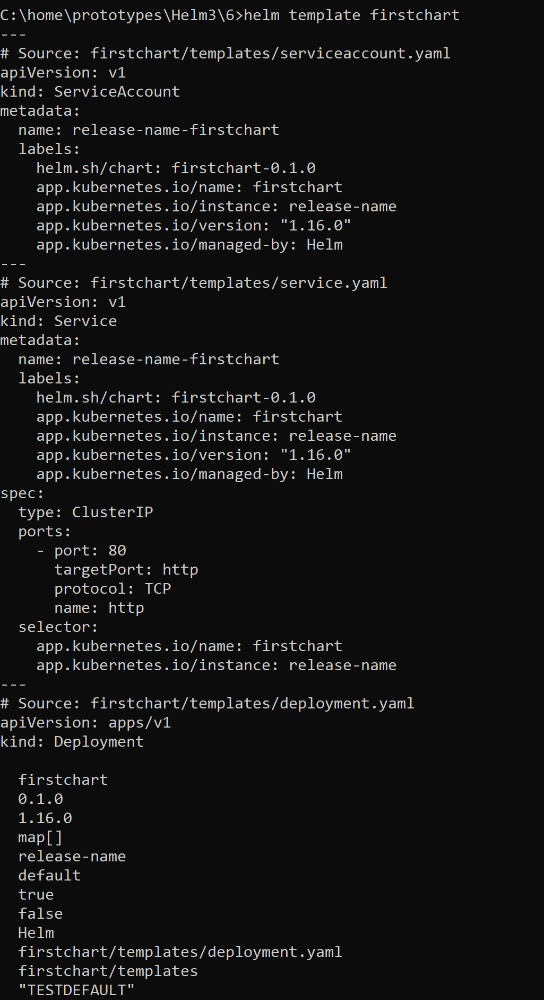 C:\home\prototypes\Helm3\6>helm template firstchart
---
# Source: firstchart/templates/serviceaccount.yaml
apiVersion: v1
kind: ServiceAccount
metadata:
  name: release-name-firstchart
  labels:
    helm.sh/chart: firstchart-0.1.0
    app.kubernetes.io/name: firstchart
    app.kubernetes.io/instance: release-name
    app.kubernetes.io/version: "1.16.0"
    app.kubernetes.io/managed-by: Helm
---
# Source: firstchart/templates/service.yaml
apiVersion: v1
kind: Service
metadata:
  name: release-name-firstchart
  labels:
    helm.sh/chart: firstchart-0.1.0
    app.kubernetes.io/name: firstchart
    app.kubernetes.io/instance: release-name
    app.kubernetes.io/version: "1.16.0"
    app.kubernetes.io/managed-by: Helm
spec:
  type: ClusterIP
  ports:
    - port: 80
      targetPort: http
      protocol: TCP
      name: http
  selector:
    app.kubernetes.io/name: firstchart
    app.kubernetes.io/instance: release-name
---
# Source: firstchart/templates/deployment.yaml
apiVersion: apps/v1
kind: Deployment

  firstchart
  0.1.0
  1.16.0
  map[]
  release-name
  default
  true
  false
  Helm
  firstchart/templates/deployment.yaml
  firstchart/templates
  "TESTDEFAULT"